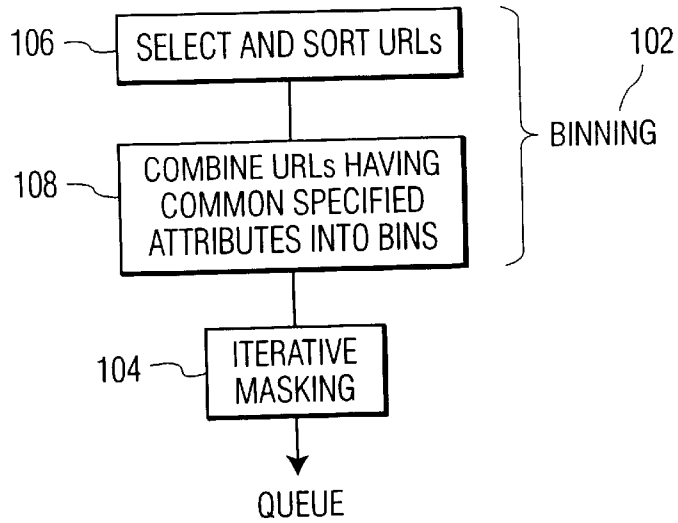 106
SELECT AND SORT URLs
102
BINNING
108
COMBINE URLs HAVING
COMMON SPECIFIED
ATTRIBUTES INTO BINS
104
ITERATIVE
MASKING
QUEUE